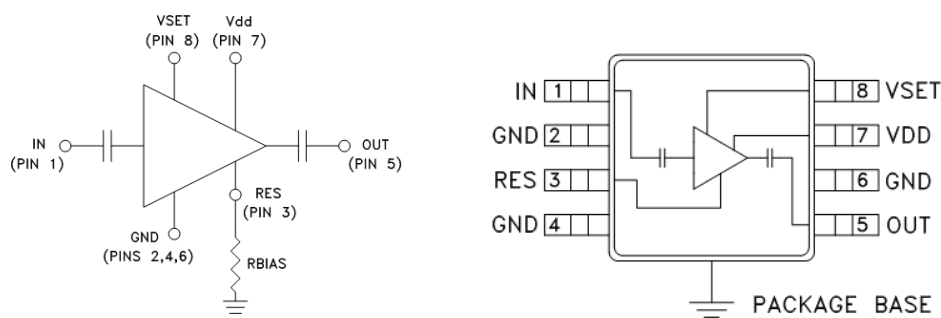 VSET
(PIN 8)
Vdd
(PIN 7)
IN
(PIN 1)
OUT
(PIN 5)
RES
(PIN 3)
GND
(PINS 2,4,6)
RBIAS
IN 1
GND 2
RES 3
GND 4
8 VSET
7 VDD
6 GND
5 OUT
PACKAGE BASE